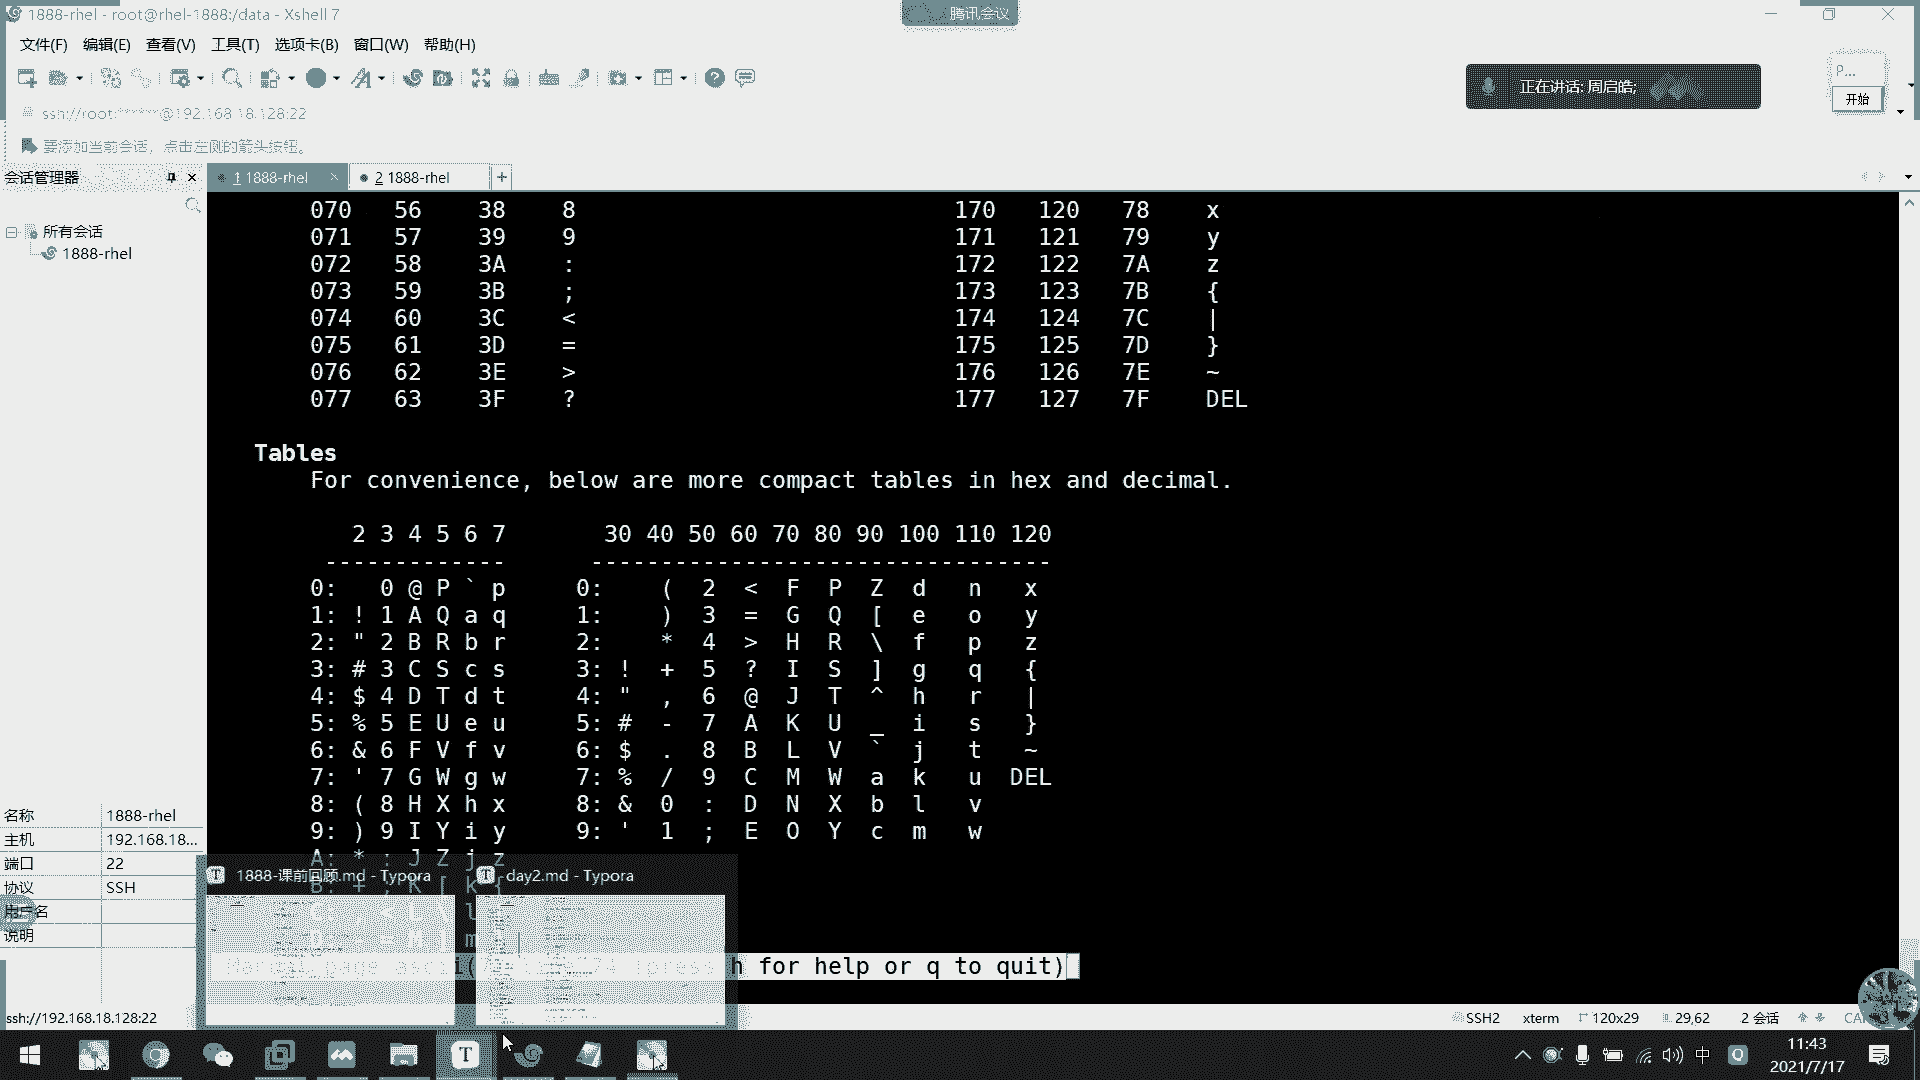 1888-rhel - root@rhel-1888:/data - Xshell 7
腾讯会议
文件(F) 编辑(E) 查看(V) 工具(T) 选项卡(B) 窗口(W) 帮助(H)
正在讲话: 周启皓;
P...
开始
ssh://root:******@192.168.18.128:22
要添加当前会话，点击左侧的箭头按钮。
会话管理器
1 1888-rhel
2 1888-rhel
所有会话
1888-rhel
070 56 38 8 170 120 78 x
071 57 39 9 171 121 79 y
072 58 3A : 172 122 7A z
073 59 3B ; 173 123 7B {
074 60 3C < 174 124 7C |
075 61 3D = 175 125 7D }
076 62 3E > 176 126 7E ~
077 63 3F ? 177 127 7F DEL
Tables
For convenience, below are more compact tables in hex and decimal.
2 3 4 5 6 7 30 40 50 60 70 80 90 100 110 120
------------- ---------------------------------
0: 0 @ P ` p 0: ( 2 < F P Z d n x
1: ! 1 A Q a q 1: ) 3 = G Q [ e o y
2: " 2 B R b r 2: * 4 > H R \ f p z
3: # 3 C S c s 3: ! + 5 ? I S ] g q {
4: $ 4 D T d t 4: " , 6 @ J T ^ h r |
5: % 5 E U e u 5: # - 7 A K U _ i s }
6: & 6 F V f v 6: $ . 8 B L V ` j t ~
7: ' 7 G W g w 7: % / 9 C M W a k u DEL
8: ( 8 H X h x 8: & 0 : D N X b l v
9: ) 9 I Y i y 9: ' 1 ; E O Y c m w
A: * : J Z j z
h for help or q to quit)
名称 1888-rhel
主机 192.168.18...
端口 22
协议 SSH
用户名
说明
1888-课前回顾.md - Typora
day2.md - Typora
ssh://192.168.18.128:22
SSH2 xterm 120x29 29,62 2 会话
中
11:43
2021/7/17